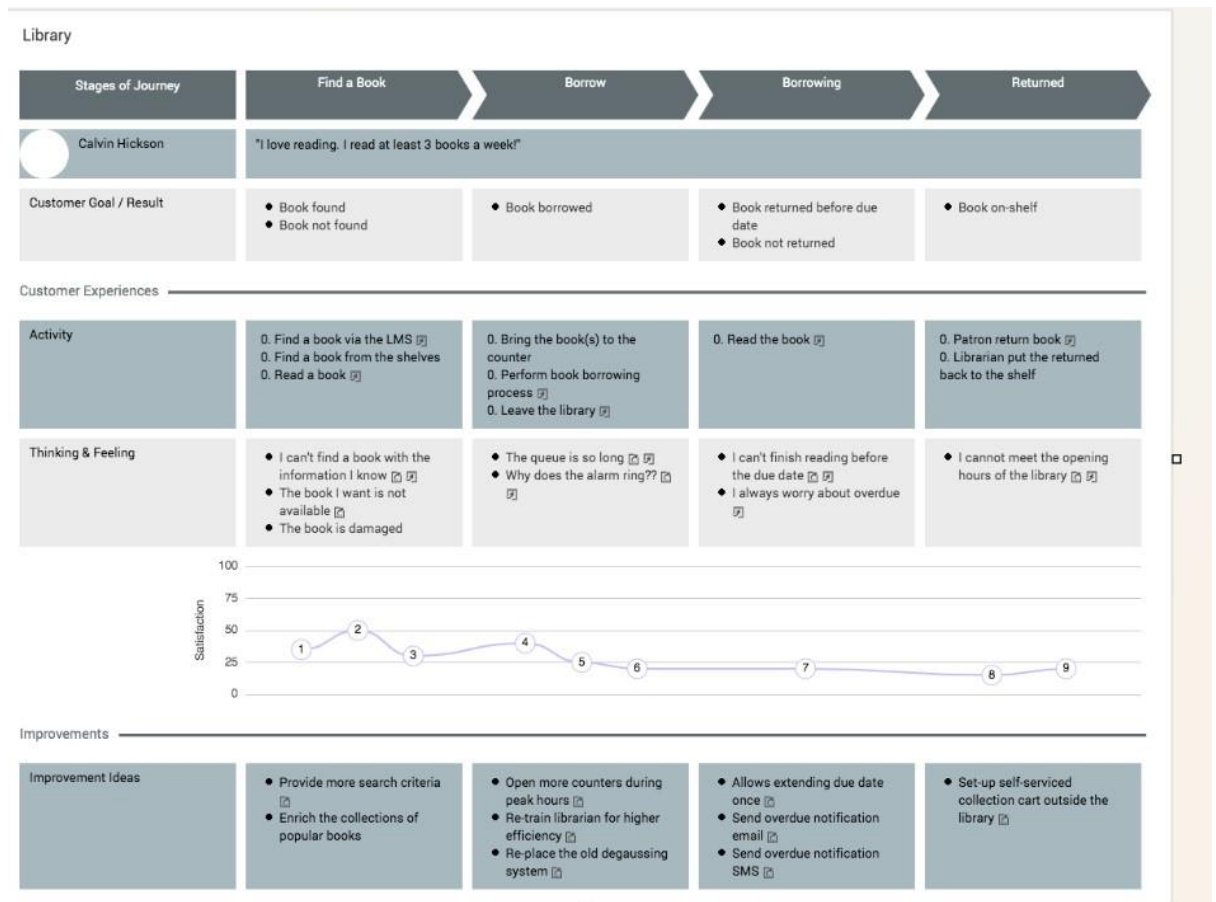 Library
Stages of Journey
Find a Book
Borrow
Borrowing
Returned
Calvin Hickson
"I love reading. I read at least 3 books a week!"
Customer Goal / Result
Book found
Book not found
Book borrowed
Book returned before due
date
Book not returned
Book on-shelf
Customer Experiences
Activity
0. Find a book via the LMS
0. Find a book from the shelves
0. Read a book
0. Bring the book(s) to the
counter
0. Perform book borrowing
process
0. Leave the library
0. Read the book
0. Patron return book
0. Librarian put the returned
back to the shelf
Thinking & Feeling
I can't find a book with the
information I know
The book I want is not
available
The book is damaged
The queue is so long
Why does the alarm ring??
I can't finish reading before
the due date
I always worry about overdue
I cannot meet the opening
hours of the library
Satisfaction
100
75
50
25
0
1
2
3
4
5
6
7
8
9
Improvements
Improvement Ideas
Provide more search criteria
Enrich the collections of
popular books
Open more counters during
peak hours
Re-train librarian for higher
efficiency
Re-place the old degaussing
system
Allows extending due date
once
Send overdue notification
email
Send overdue notification
SMS
Set-up self-serviced
collection cart outside the
library